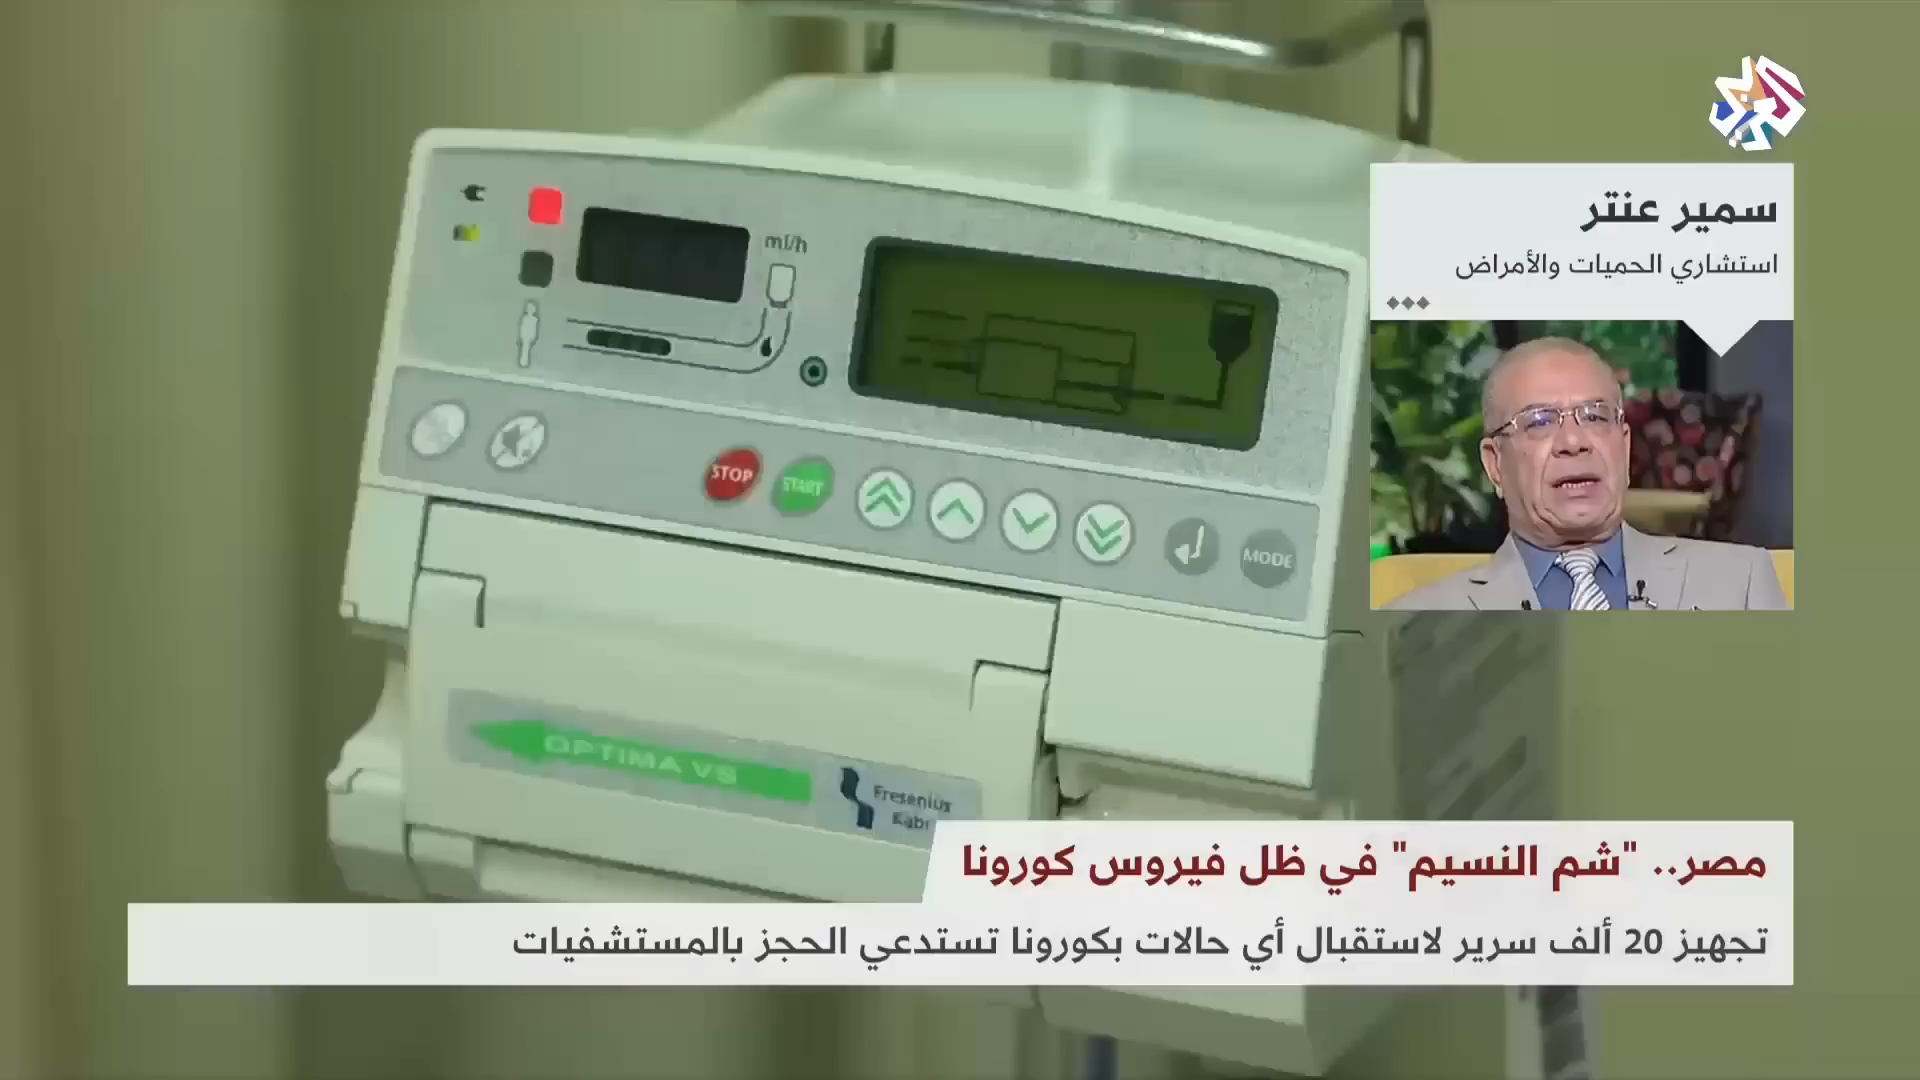 سمير عنتر
استشاري الحميات والأمراض
ml/h
STOP
START
MODE
OPTIMA VS
Fresenius
Kabi
مصر.. "شم النسيم" في ظل فيروس كورونا
تجهيز 20 ألف سرير لاستقبال أي حالات بكورونا تستدعي الحجز بالمستشفيات